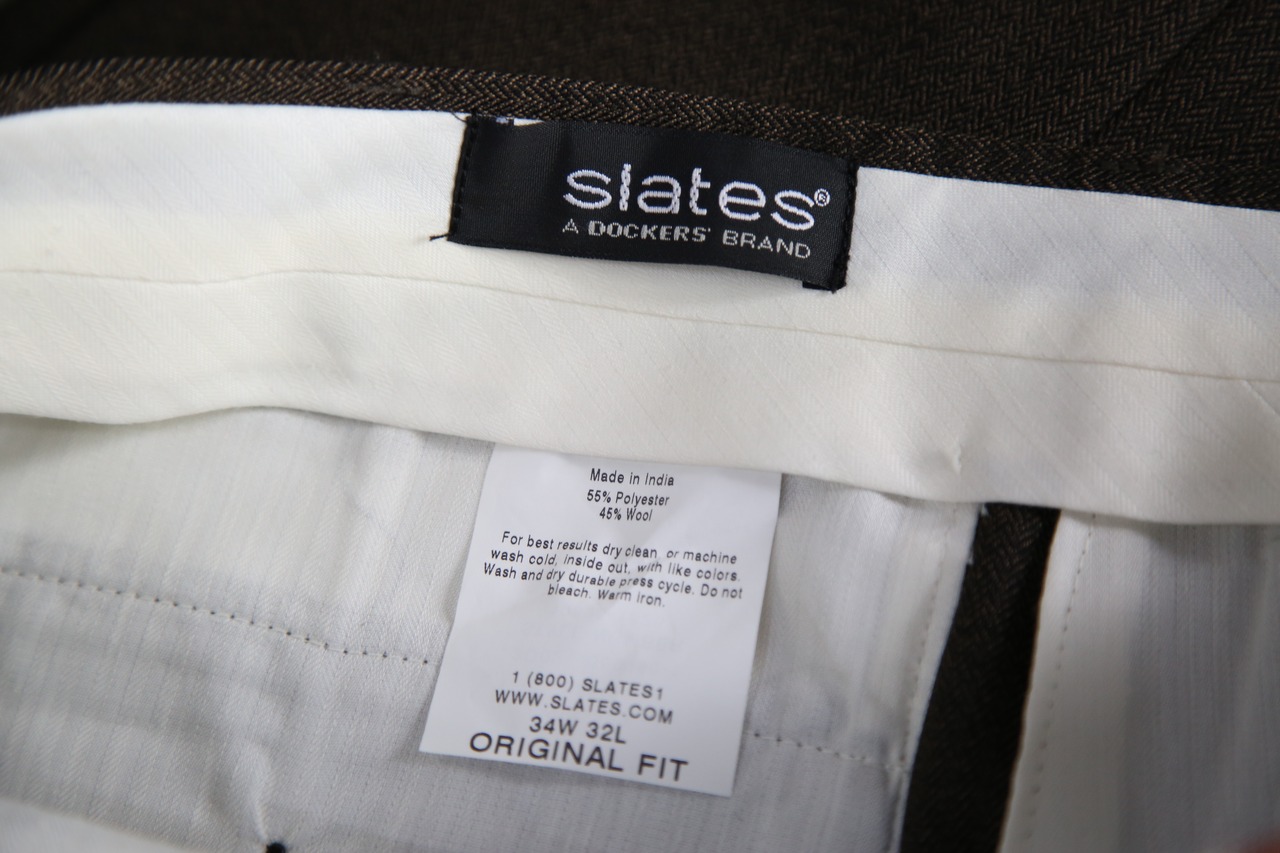 slates®
A DOCKERS' BRAND
Made in India
55% Polyester
45% Wool
For best results dry clean or machine
wash cold, inside out, with like colors.
Wash and dry durable press cycle. Do not
bleach. Warm iron.
1 (800) SLATES1
WWW.SLATES.COM
34W 32L
ORIGINAL FIT